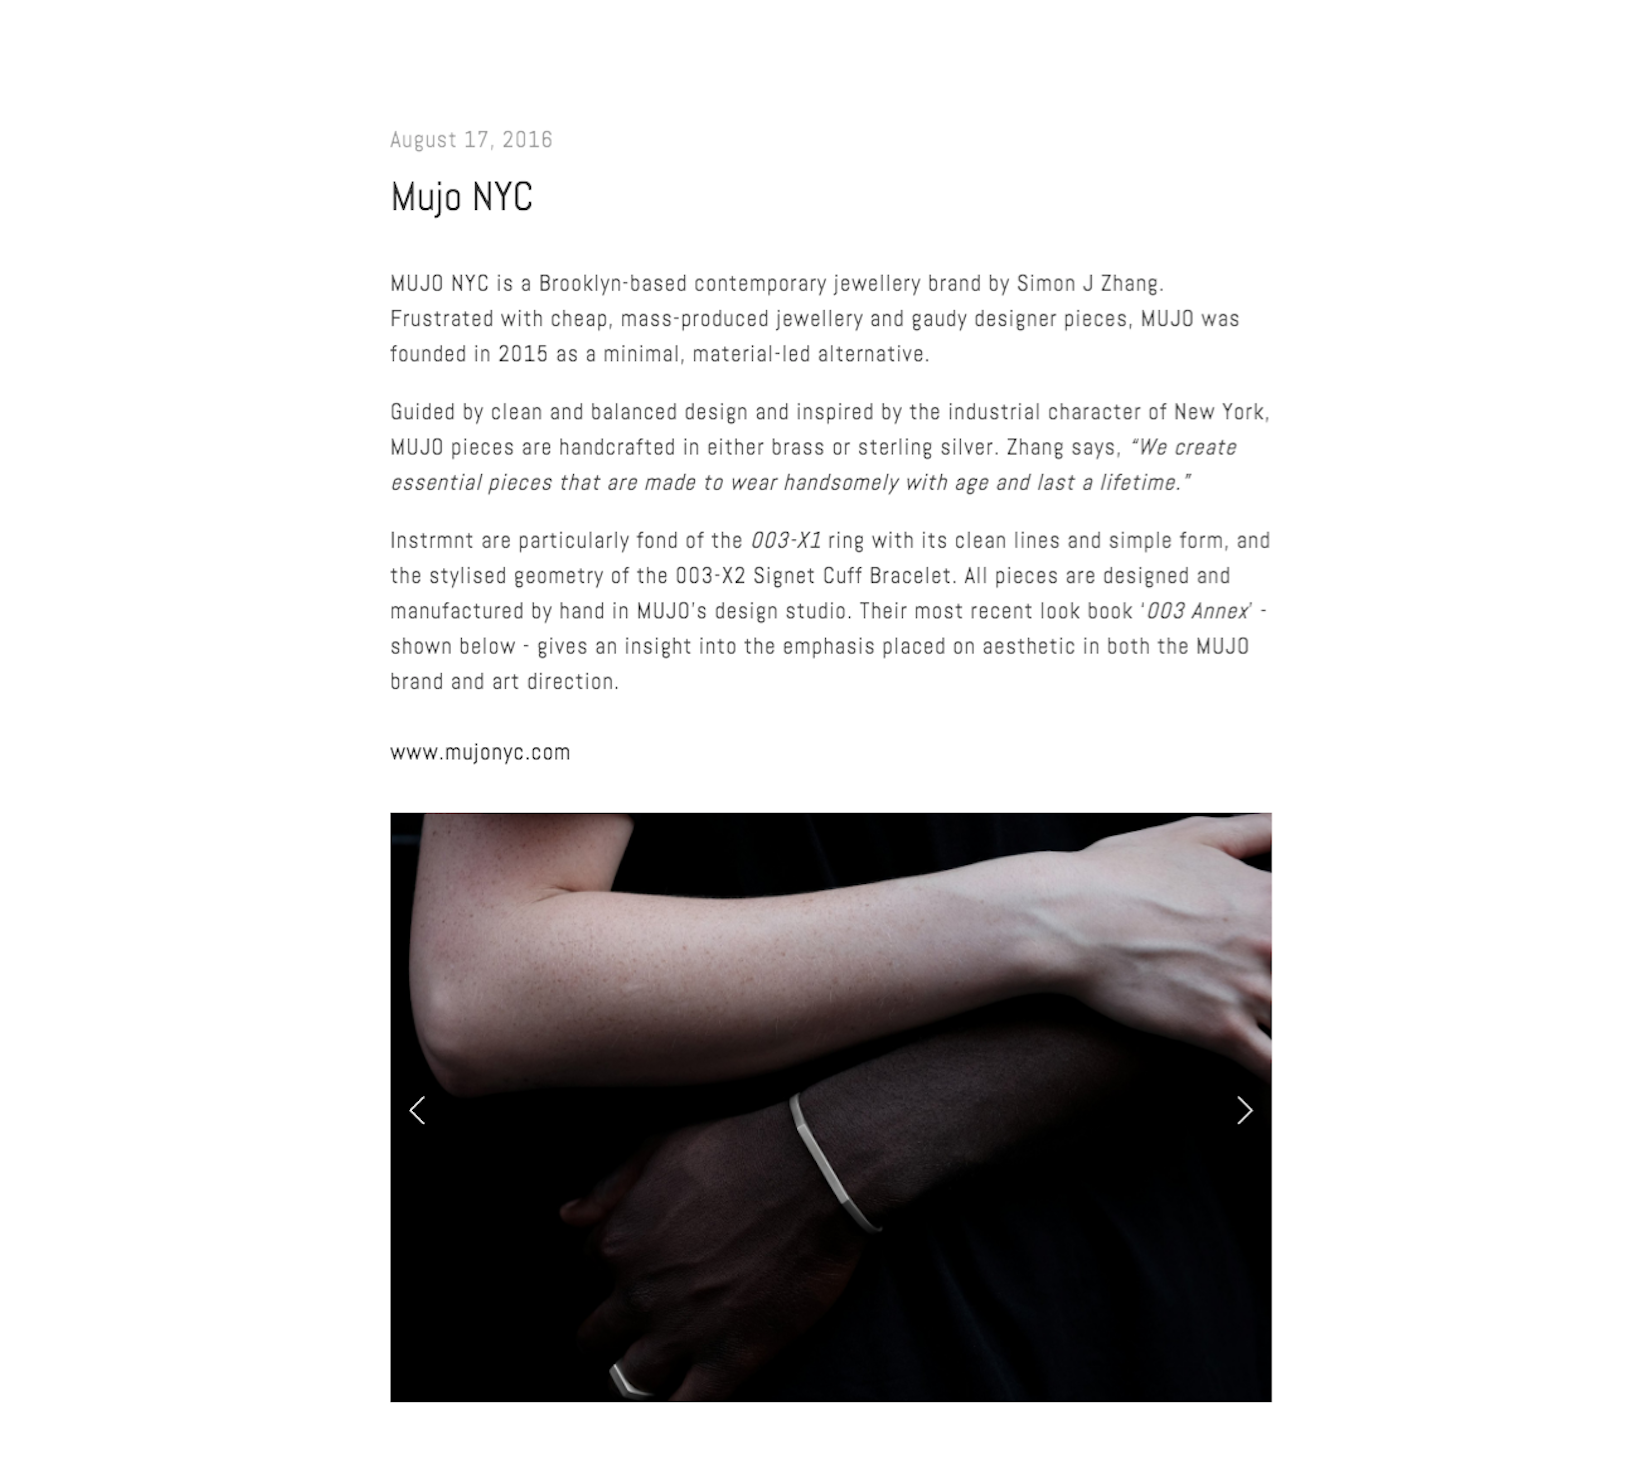 August 17, 2016
Mujo NYC
MUJO NYC is a Brooklyn-based contemporary jewellery brand by Simon J Zhang.
Frustrated with cheap, mass-produced jewellery and gaudy designer pieces, MUJO was
founded in 2015 as a minimal, material-led alternative.
Guided by clean and balanced design and inspired by the industrial character of New York,
MUJO pieces are handcrafted in either brass or sterling silver. Zhang says, “We create
essential pieces that are made to wear handsomely with age and last a lifetime.”
Instrmnt are particularly fond of the 003-X1 ring with its clean lines and simple form, and
the stylised geometry of the 003-X2 Signet Cuff Bracelet. All pieces are designed and
manufactured by hand in MUJO’s design studio. Their most recent look book ‘003 Annex’ -
shown below - gives an insight into the emphasis placed on aesthetic in both the MUJO
brand and art direction.
www.mujonyc.com